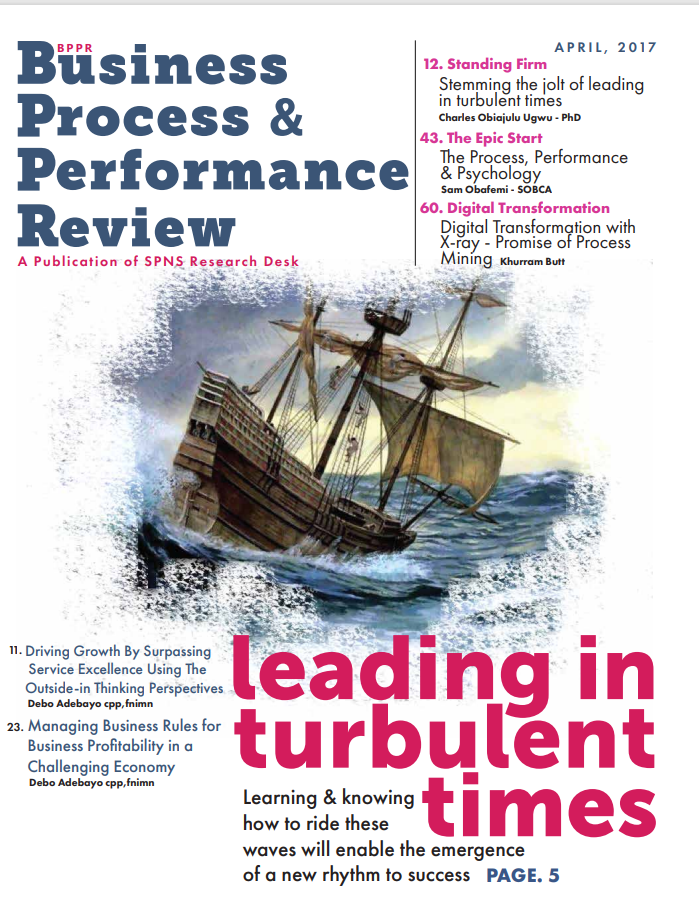 BPPR
Business
Process &
Performance
Review
A Publication of SPNS Research Desk
APRIL, 2017
12. Standing Firm
Stemming the jolt of leading
in turbulent times
Charles Obiajulu Ugwu - PhD
43. The Epic Start
The Process, Performance
& Psychology
Sam Obafemi - SOBCA
60. Digital Transformation
Digital Transformation with
X-ray - Promise of Process
Mining Khurram Butt
11. Driving Growth By Surpassing
Service Excellence Using The
Outside-in Thinking Perspectives
Debo Adebayo cpp,fnimn
23. Managing Business Rules for
Business Profitability in a
Challenging Economy
Debo Adebayo cpp,fnimn
leading in
turbulent
times
Learning & knowing
how to ride these
waves will enable the emergence
of a new rhythm to success PAGE. 5